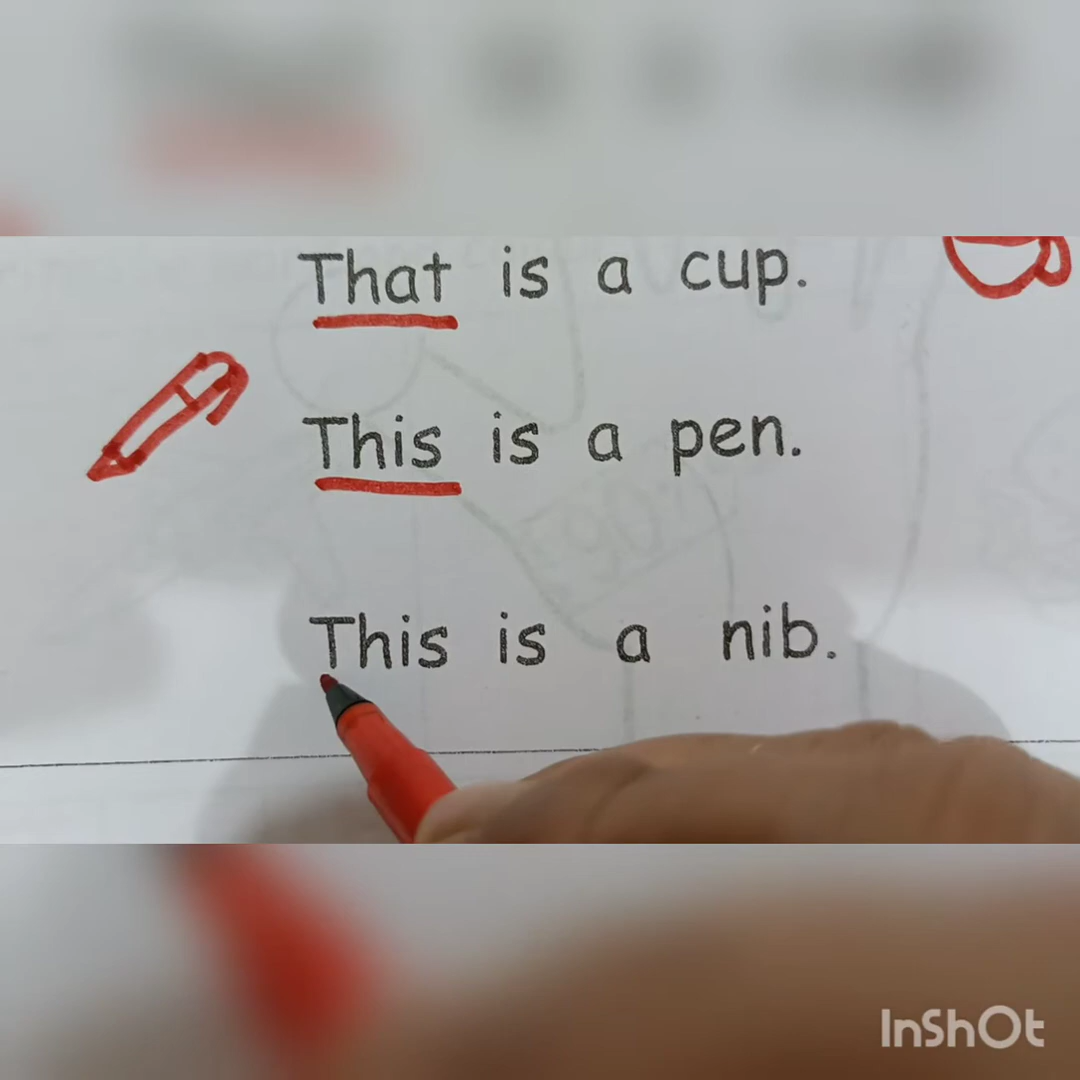 That is a cup.
This is a pen.
This is a nib.
InShOt